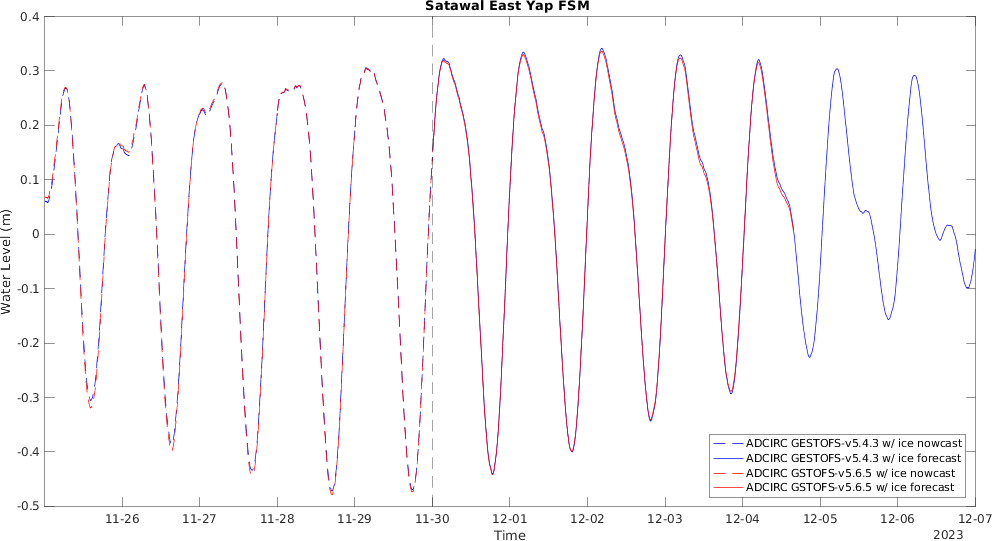 Satawal East Yap FSM
0.4
0.3
0.2
0.1
0
-0.1
-0.2
-0.3
-0.4
-0.5
Water Level (m)
ADCIRC GESTOFS-v5.4.3 w/ ice nowcast
ADCIRC GESTOFS-v5.4.3 w/ ice forecast
ADCIRC GSTOFS-v5.6.5 w/ ice nowcast
ADCIRC GSTOFS-v5.6.5 w/ ice forecast
11-26 11-27 11-28 11-29 11-30 12-01 12-02 12-03 12-04 12-05 12-06 12-07
Time
2023